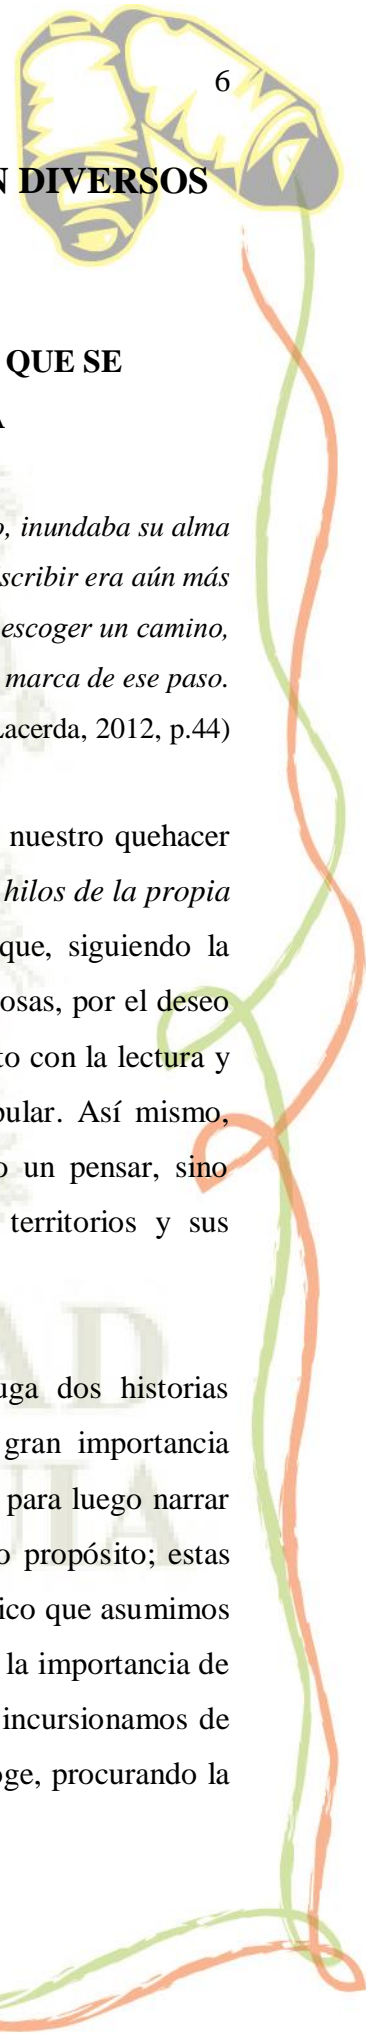 6
N DIVERSOS
QUE SE
A
o, inundaba su alma
scribir era aún más
escoger un camino,
marca de ese paso.
Lacerda, 2012, p.44)
nuestro quehacer
hilos de la propia
que, siguiendo la
osas, por el deseo
to con la lectura y
pular. Así mismo,
o un pensar, sino
territorios y sus
AD
uga dos historias
gran importancia
UIA
para luego narrar
o propósito; estas
ico que asumimos
la importancia de
incursionamos de
oge, procurando la